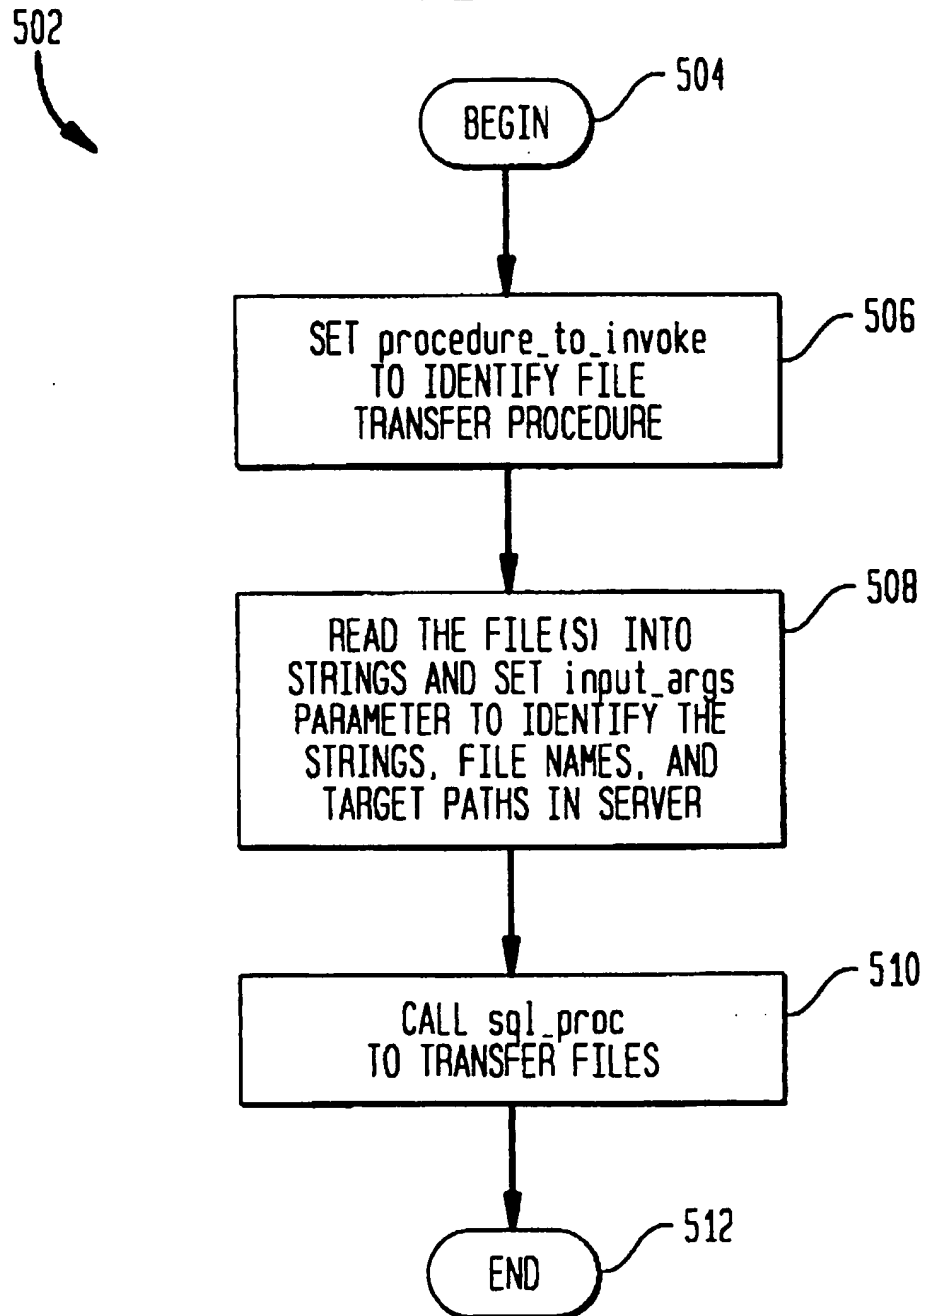 502
504
BEGIN
506
SET procedure_to_invoke
TO IDENTIFY FILE
TRANSFER PROCEDURE
508
READ THE FILE(S) INTO
STRINGS AND SET input_args
PARAMETER TO IDENTIFY THE
STRINGS, FILE NAMES, AND
TARGET PATHS IN SERVER
510
CALL sql_proc
TO TRANSFER FILES
512
END